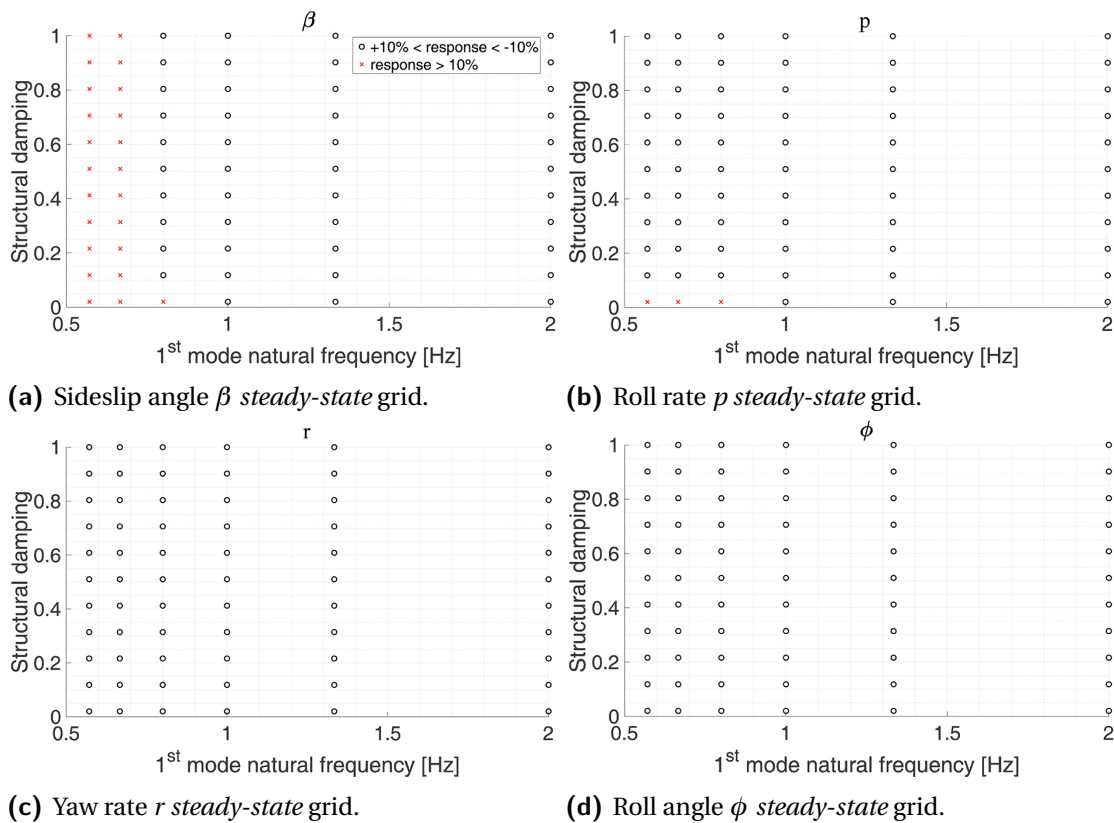 β
+10% < response < -10%
response > 10%
1
0.8
0.6
0.4
0.2
0
Structural damping
0.5
1
1.5
2
1st mode natural frequency [Hz]
(a) Sideslip angle β steady-state grid.
p
1
0.8
0.6
0.4
0.2
0
Structural damping
0.5
1
1.5
2
1st mode natural frequency [Hz]
(b) Roll rate p steady-state grid.
r
1
0.8
0.6
0.4
0.2
0
Structural damping
0.5
1
1.5
2
1st mode natural frequency [Hz]
(c) Yaw rate r steady-state grid.
ϕ
1
0.8
0.6
0.4
0.2
0
Structural damping
0.5
1
1.5
2
1st mode natural frequency [Hz]
(d) Roll angle ϕ steady-state grid.